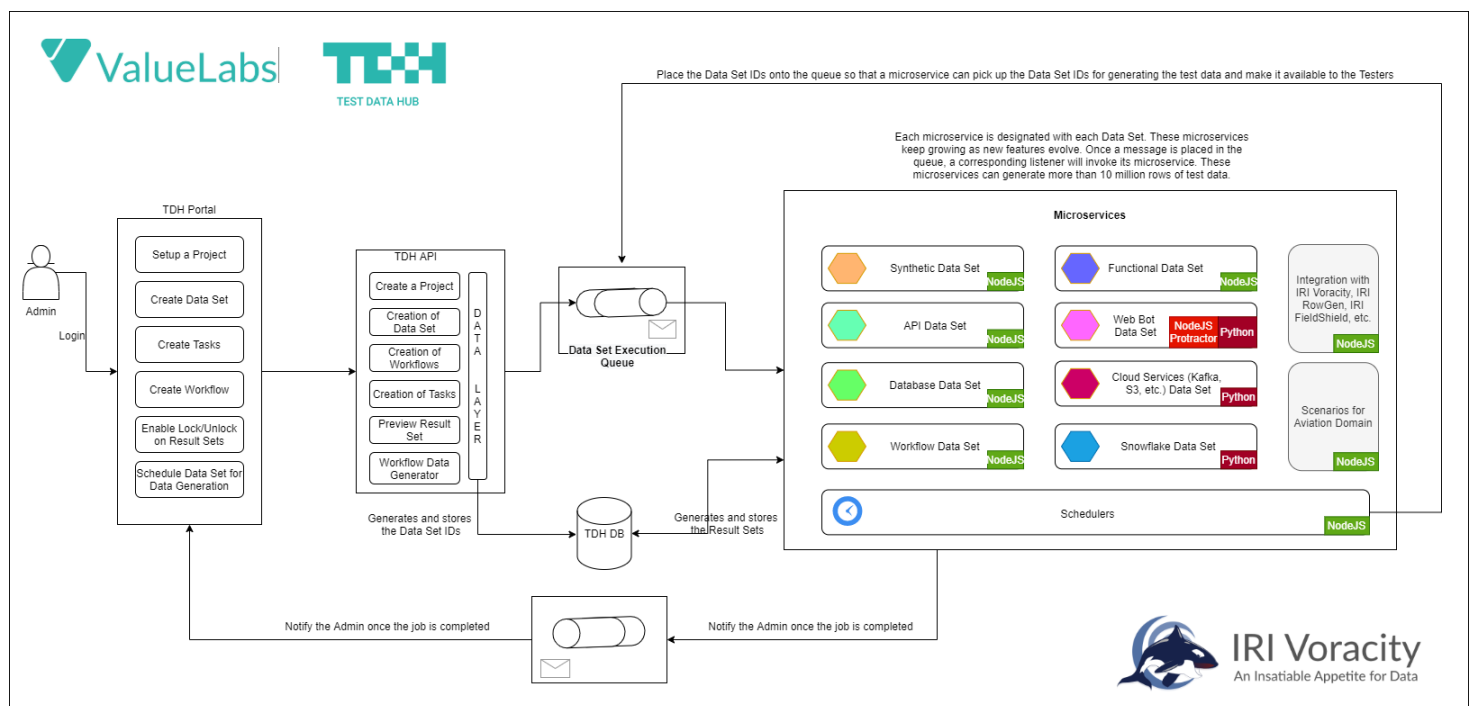 ValueLabs
TDH
TEST DATA HUB
Place the Data Set IDs onto the queue so that a microservice can pick up the Data Set IDs for generating the test data and make it available to the Testers
Each microservice is designated with each Data Set. These microservices
keep growing as new features evolve. Once a message is placed in the
queue, a corresponding listener will invoke its microservice. These
microservices can generate more than 10 million rows of test data.
Admin
Login
TDH Portal
Setup a Project
Create Data Set
Create Tasks
Create Workflow
Enable Lock/Unlock
on Result Sets
Schedule Data Set for
Data Generation
TDH API
Create a Project
Creation of
Data Set
Creation of
Workflows
Creation of Tasks
Preview Result
Set
Workflow Data
Generator
DATA LAYER
Data Set Execution
Queue
Generates and stores
the Data Set IDs
TDH DB
Generates and stores
the Result Sets
Microservices
Synthetic Data Set
NodeJS
Functional Data Set
NodeJS
API Data Set
NodeJS
Web Bot
Data Set
NodeJS
Protractor
Python
Database Data Set
NodeJS
Cloud Services (Kafka,
S3, etc.) Data Set
Python
Workflow Data Set
NodeJS
Snowflake Data Set
Python
Integration with
IRI Voracity, IRI
RowGen, IRI
FieldShield, etc.
NodeJS
Scenarios for
Aviation Domain
NodeJS
Schedulers
NodeJS
Notify the Admin once the job is completed
Notify the Admin once the job is completed
IRI Voracity
An Insatiable Appetite for Data